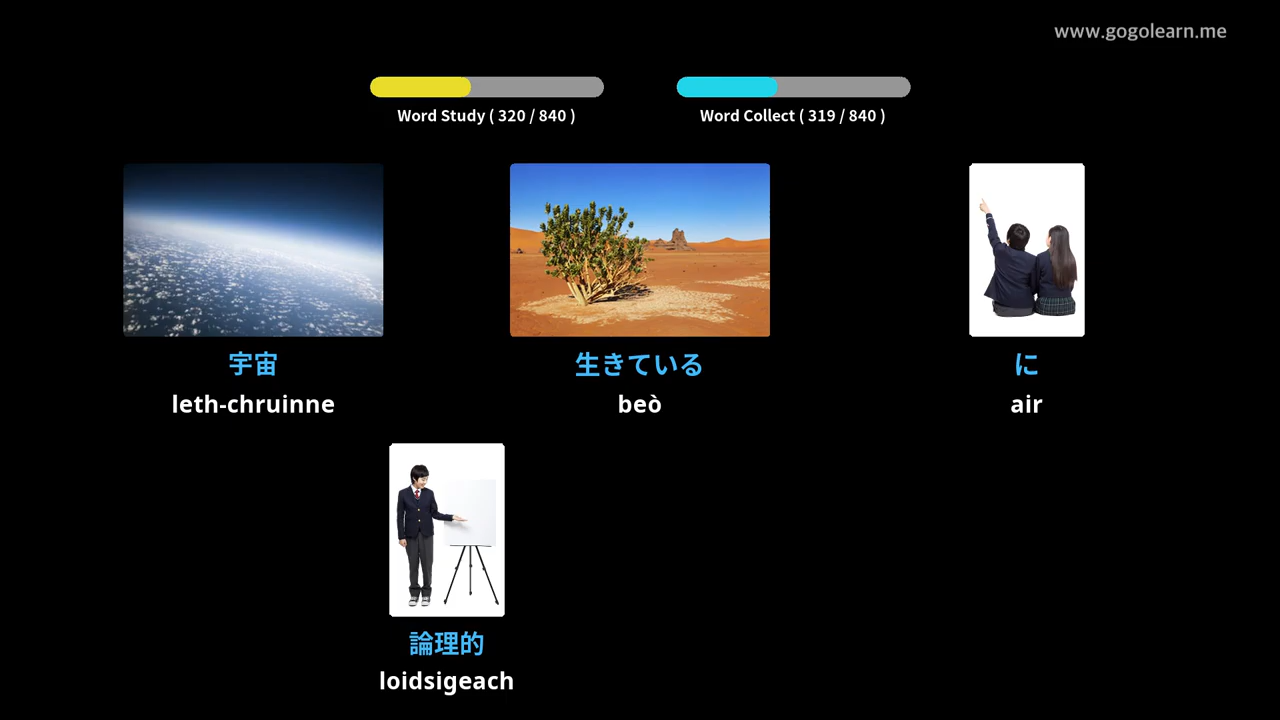 www.gogolearn.me
Word Study ( 320 / 840 )
Word Collect ( 319 / 840 )
宇宙
leth-chruinne
生きている
beò
に
air
論理的
loidsigeach